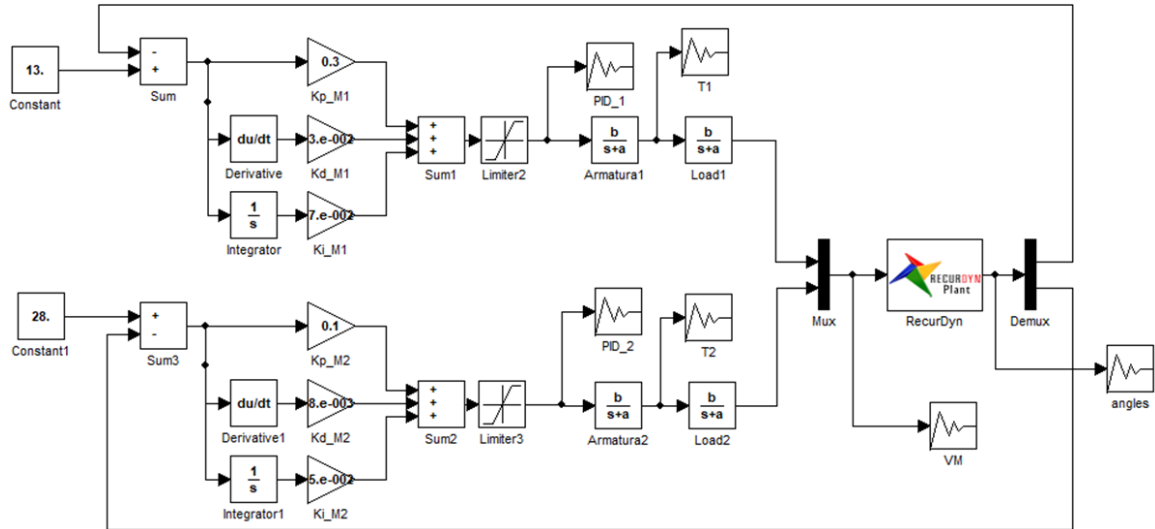 13.
Constant
-
+
Sum
0.3
Kp_M1
du/dt
Derivative
3.e-002
Kd_M1
1
s
Integrator
7.e-002
Ki_M1
+
+
+
Sum1
Limiter2
PID_1
b
s+a
Armatura1
T1
b
s+a
Load1
28.
Constant1
+
-
Sum3
0.1
Kp_M2
du/dt
Derivative1
8.e-003
Kd_M2
1
s
Integrator1
5.e-002
Ki_M2
+
+
+
Sum2
Limiter3
PID_2
b
s+a
Armatura2
T2
b
s+a
Load2
Mux
RECURDYN
Plant
RecurDyn
Demux
VM
angles